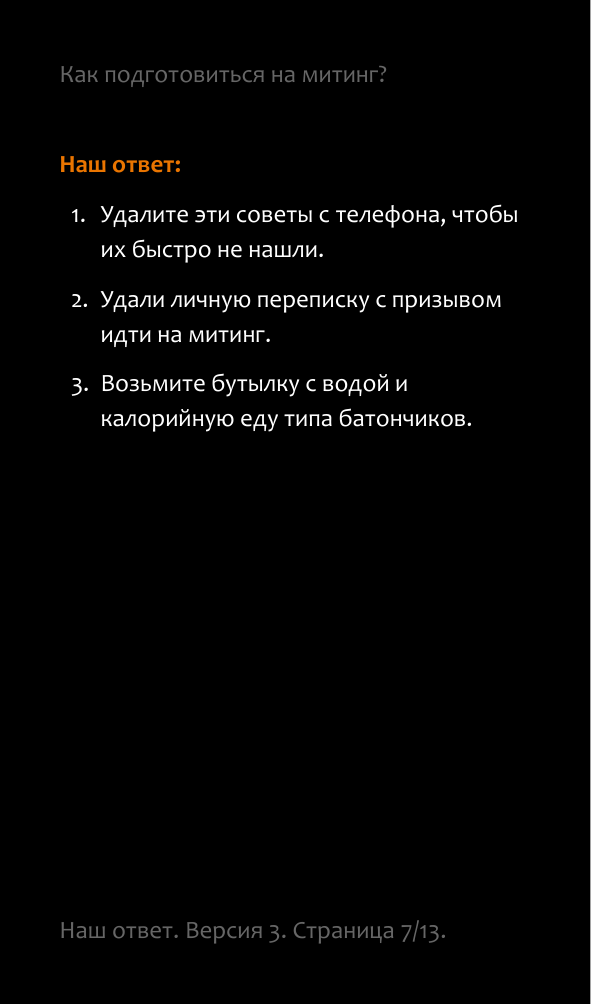 Как подготовиться на митинг?
Наш ответ:
1. Удалите эти советы с телефона, чтобы
их быстро не нашли.
2. Удали личную переписку с призывом
идти на митинг.
3. Возьмите бутылку с водой и
калорийную еду типа батончиков.
Наш ответ. Версия 3. Страница 7/13.